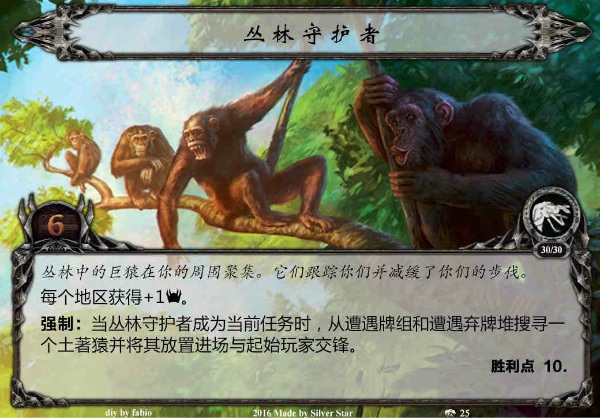 丛林守护者
6
30/30
丛林中的巨猿在你的周围聚集。它们跟踪你们并减缓了你们的步伐。
每个地区获得+1。
强制：当丛林守护者成为当前任务时，从遭遇牌组和遭遇弃牌堆搜寻一
个土著猿并将其放置进场与起始玩家交锋。
胜利点 10.
diy by fabio
2016 Made by Silver Star
25